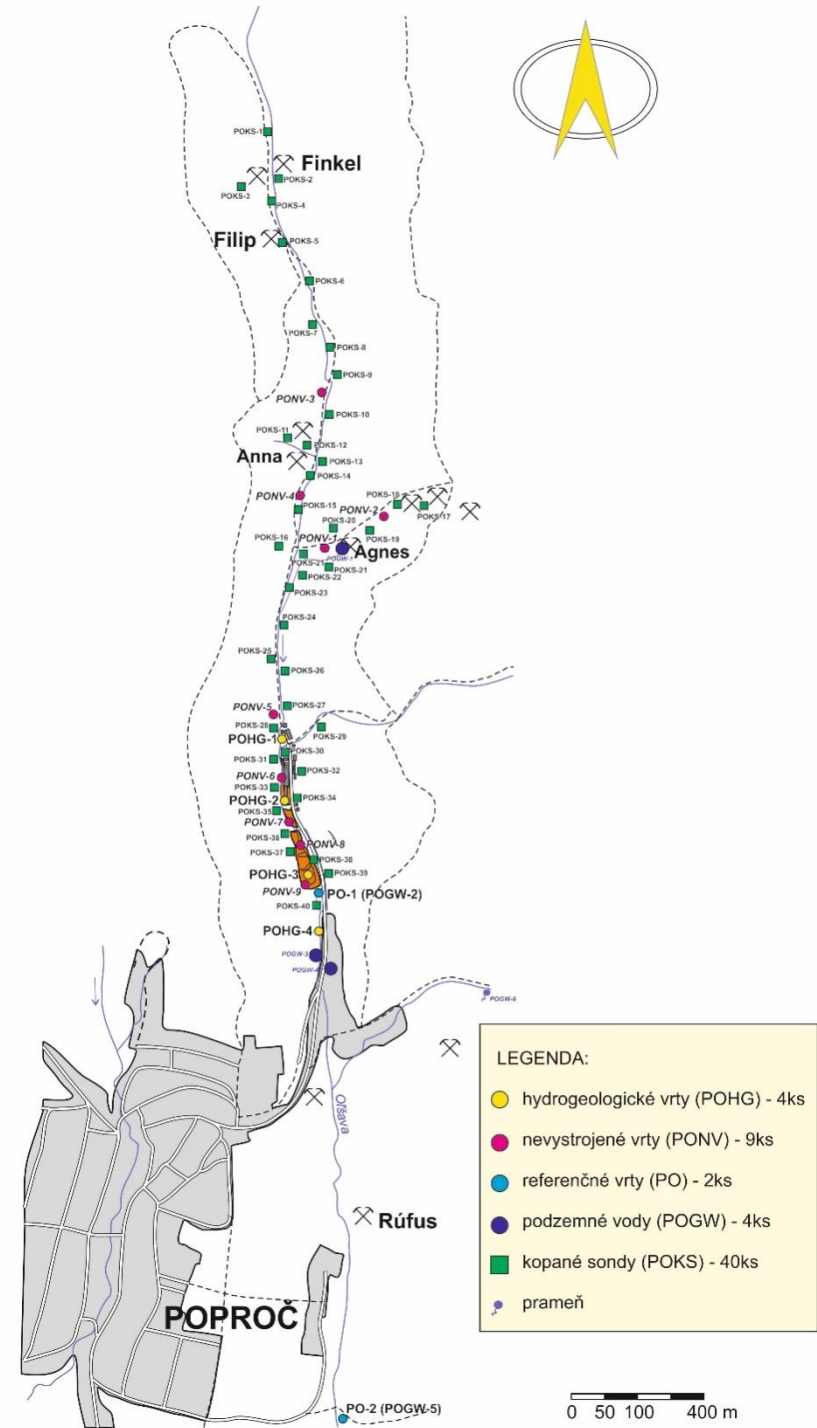 POKS-1
Finkel
POKS-2
POKS-3
POKS-4
Filip
POKS-5
POKS-6
POKS-7
POKS-8
POKS-9
PONV-3
POKS-10
POKS-11
POKS-12
Anna
POKS-13
POKS-14
PONV-4
POKS-15
POKS-18
PONV-2
POKS-17
POKS-20
POKS-19
POKS-16
PONV-1
Agnes
POGW-1
POKS-21
POKS-21
POKS-22
POKS-23
POKS-24
POKS-25
POKS-26
PONV-5
POKS-27
POKS-28
POKS-29
POHG-1
POKS-30
POKS-31
POKS-32
PONV-6
POKS-33
POHG-2
POKS-34
POKS-35
PONV-7
POKS-36
PONV-8
POKS-37
POKS-38
POHG-3
POKS-39
PONV-9
PO-1 (POGW-2)
POKS-40
POHG-4
POGW-3
POGW-4
POGW-6
Oľšava
Rúfus
POPROČ
PO-2 (POGW-5)
LEGENDA:
hydrogeologické vrty (POHG) - 4ks
nevystrojené vrty (PONV) - 9ks
referenčné vrty (PO) - 2ks
podzemné vody (POGW) - 4ks
kopané sondy (POKS) - 40ks
prameň
0 50 100 400 m